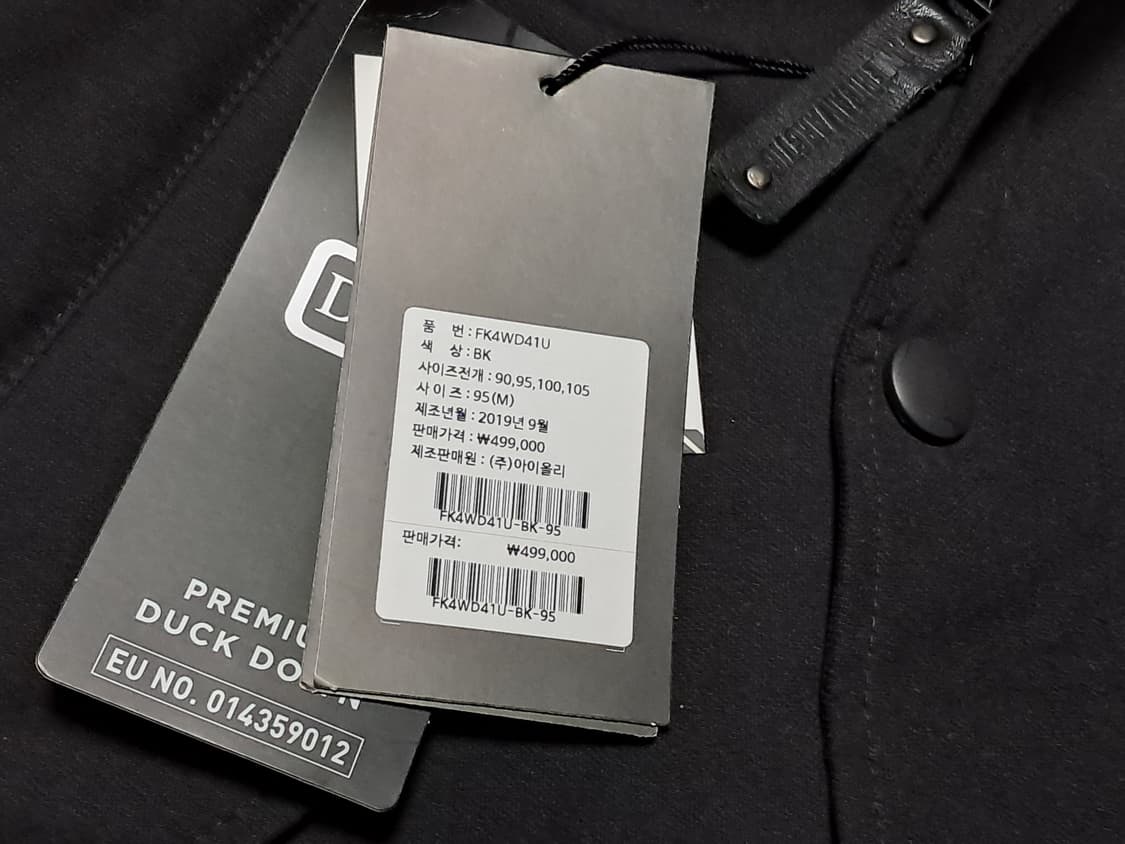 품 번 : FK4WD41U
색 상 : BK
사이즈전개 : 90,95,100,105
사 이 즈 : 95(M)
제조년월 : 2019년 9월
판매가격 : ₩499,000
제조판매원 : (주)아이올리
FK4WD41U-BK-95
판매가격: ₩499,000
FK4WD41U-BK-95
D
PREMIU
DUCK DO
EU NO. 014359012